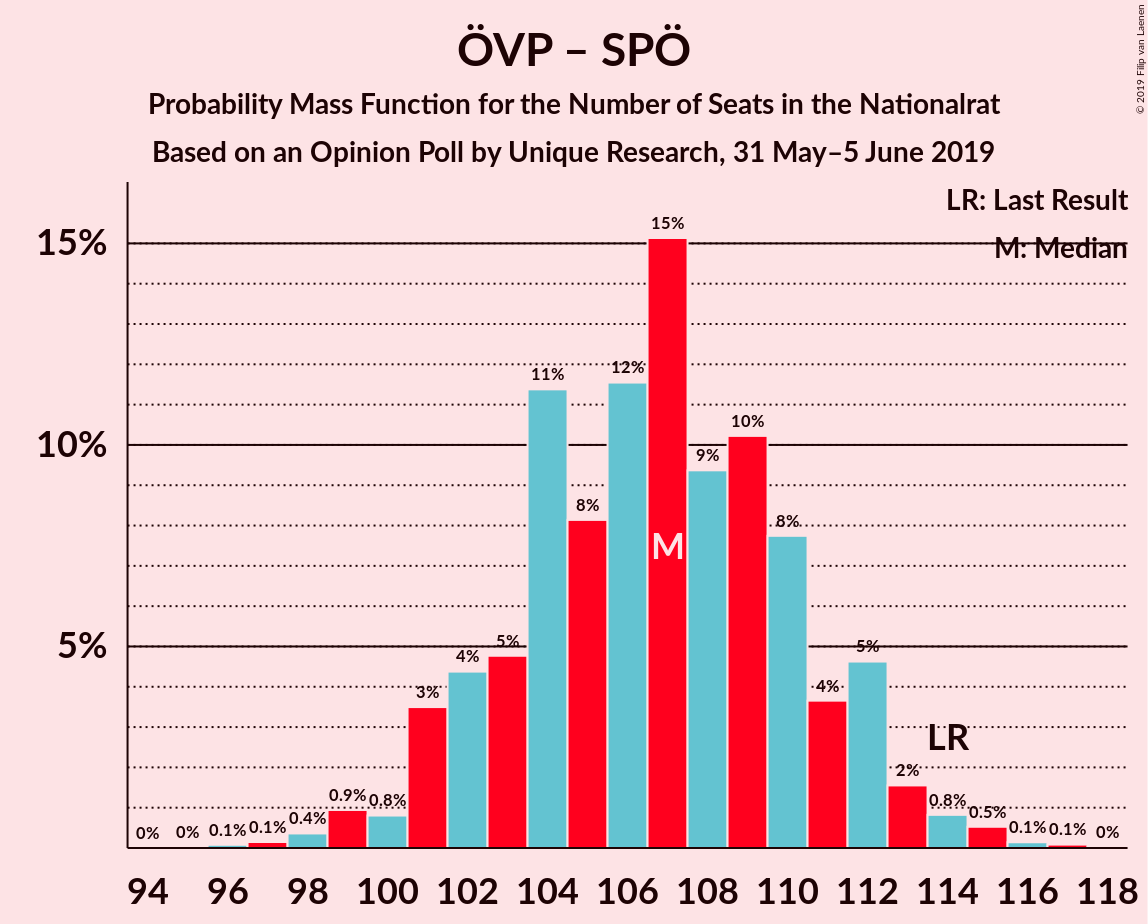 ÖVP – SPÖ
Probability Mass Function for the Number of Seats in the Nationalrat
Based on an Opinion Poll by Unique Research, 31 May–5 June 2019
© 2019 Filip van Laenen
LR: Last Result
M: Median
15%
10%
5%
0% 0% 0.1% 0.1% 0.4% 0.9% 0.8% 3% 4% 5% 11% 8% 12% 15% 9% 10% 8% 4% 5% 2% 0.8% 0.5% 0.1% 0.1% 0%
M
LR
94 96 98 100 102 104 106 108 110 112 114 116 118